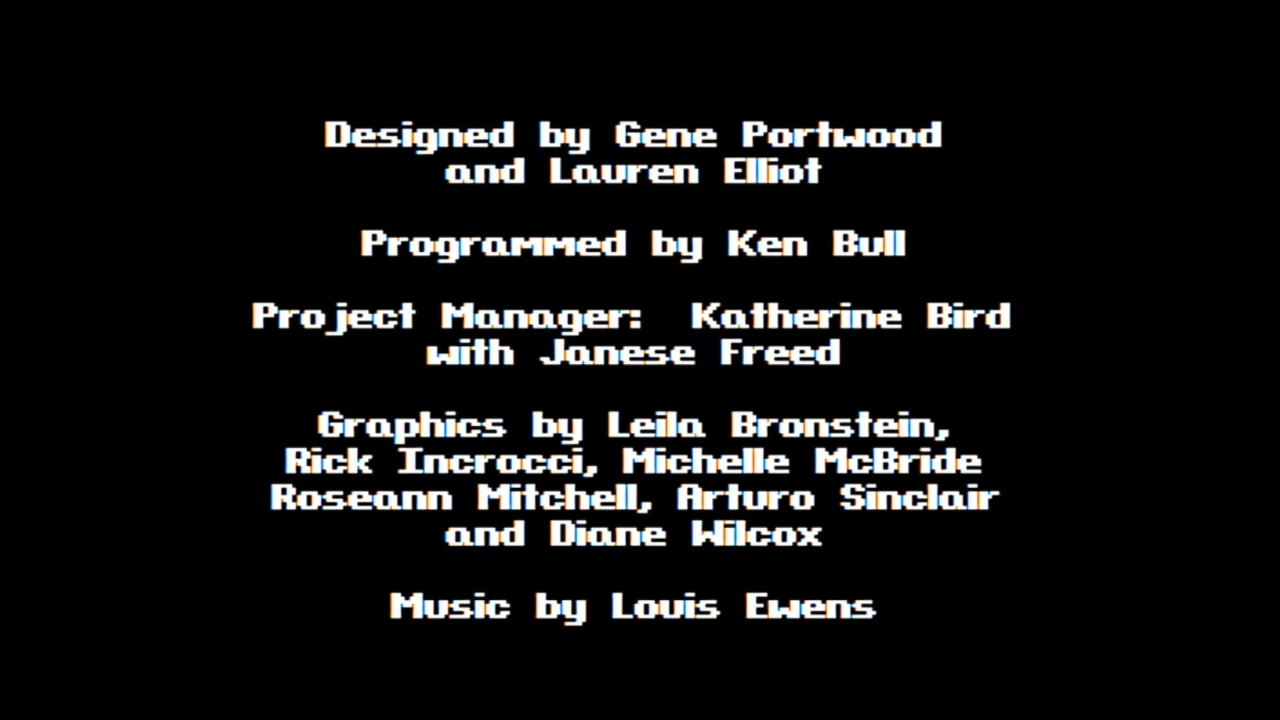 Designed by Gene Portwood
and Lauren Elliot
Programmed by Ken Bull
Project Manager:  Katherine Bird
with Janese Freed
Graphics by Leila Bronstein,
Rick Incrocci, Michelle McBride
Roseann Mitchell, Arturo Sinclair
and Diane Wilcox
Music by Louis Ewens